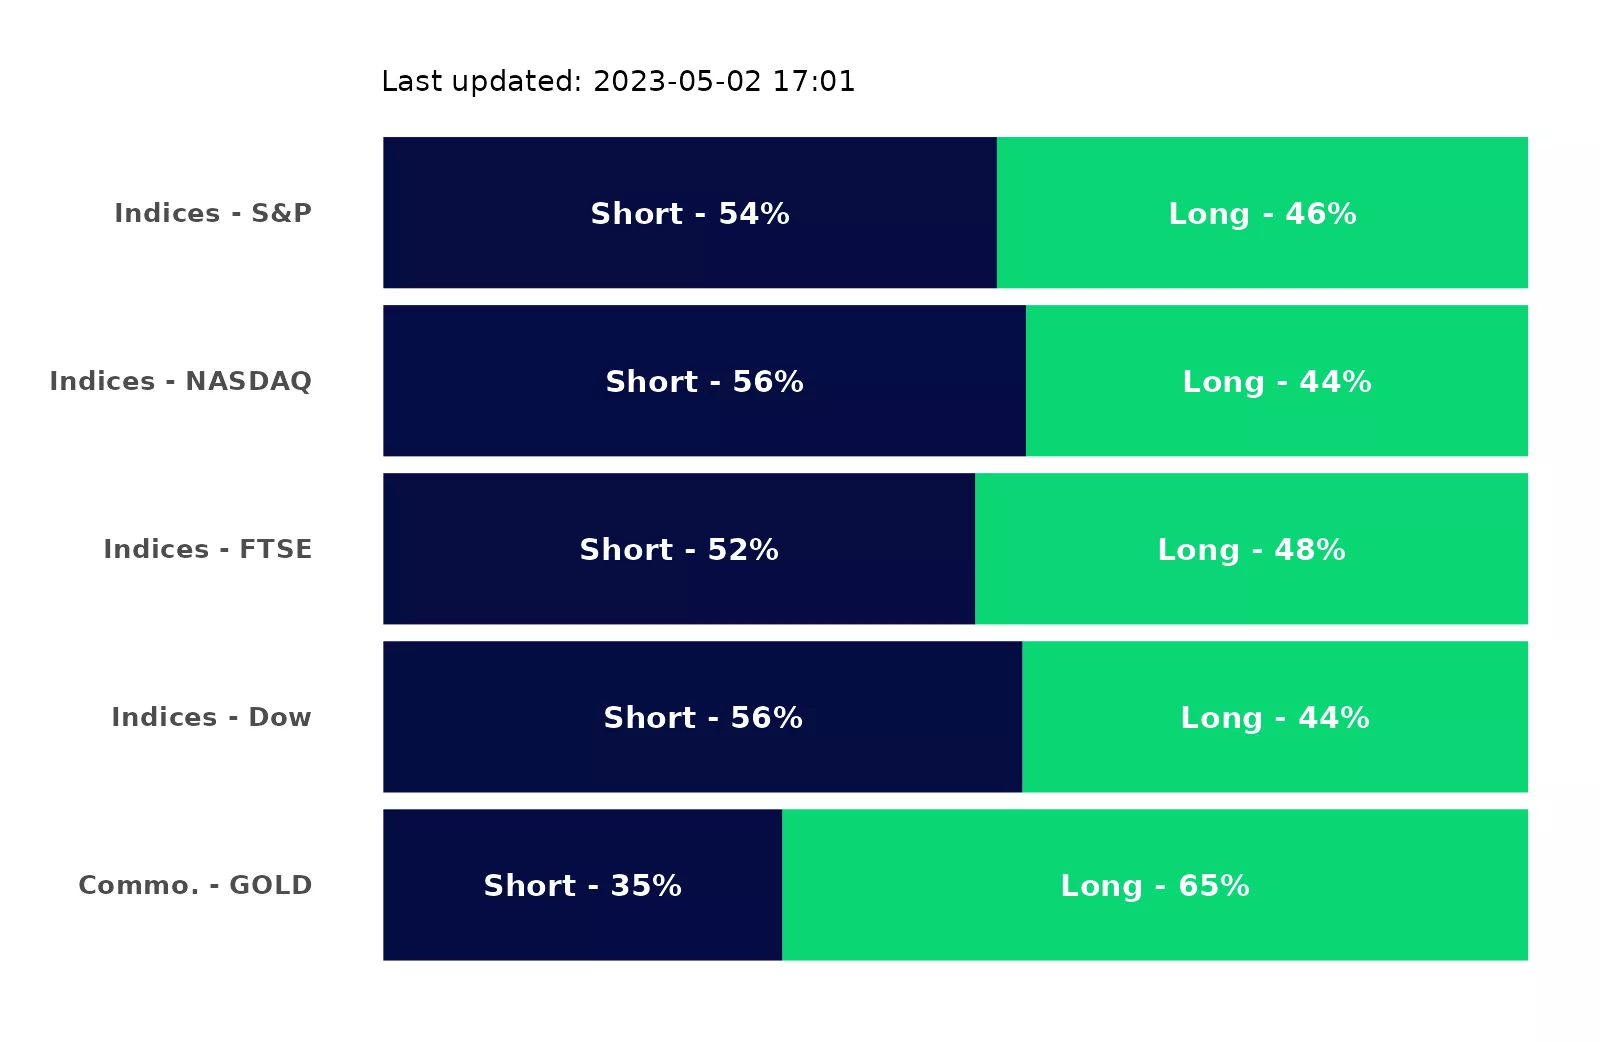 Last updated: 2023-05-02 17:01
Indices - S&P Short - 54% Long - 46%
Indices - NASDAQ Short - 56% Long - 44%
Indices - FTSE Short - 52% Long - 48%
Indices - Dow Short - 56% Long - 44%
Commo. - GOLD Short - 35% Long - 65%